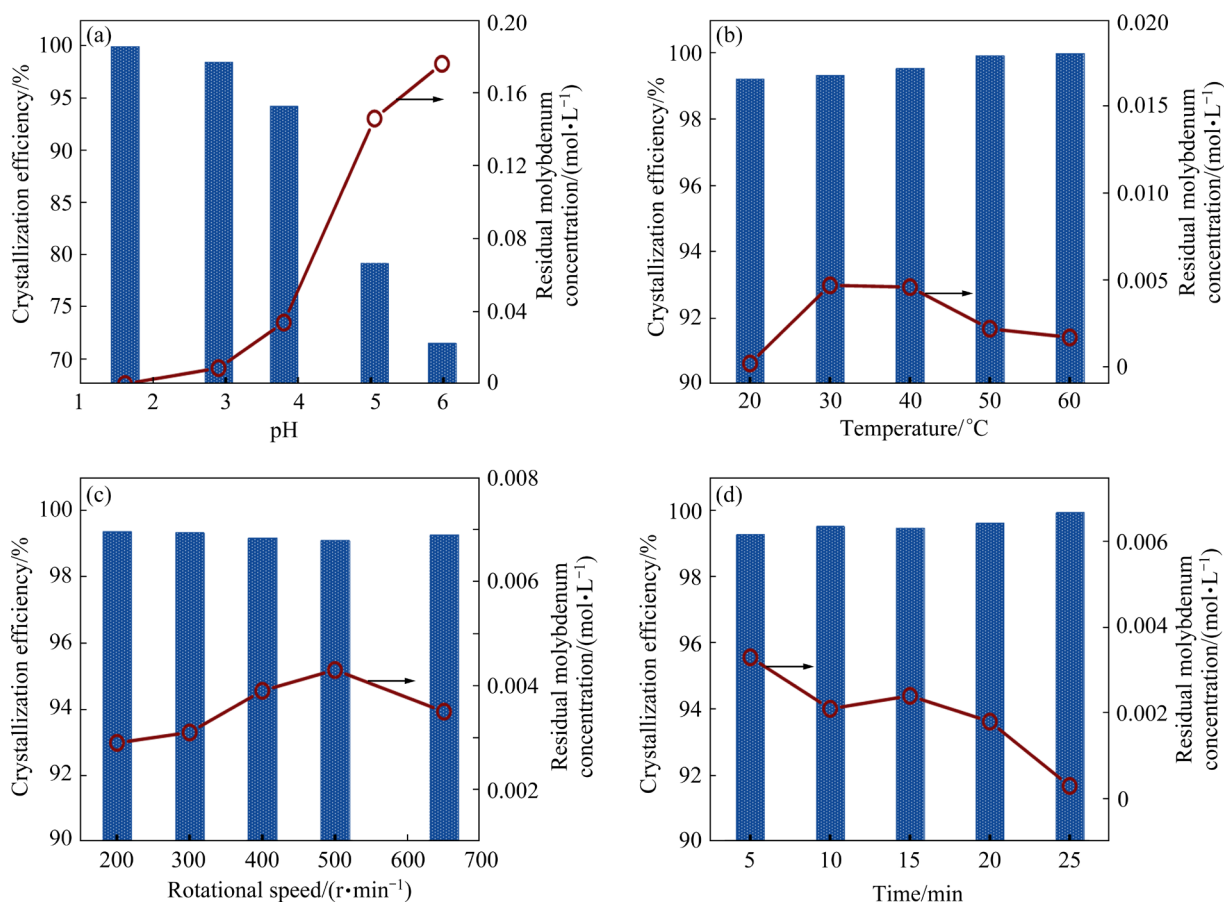 (a)
100
95
90
85
80
75
70
Crystallization efficiency/%
1 2 3 4 5 6
pH
0.20
0.16
0.12
0.08
0.04
0
Residual molybdenum
concentration/(mol•L⁻¹)
(b)
100
98
96
94
92
90
Crystallization efficiency/%
20 30 40 50 60
Temperature/°C
0.020
0.015
0.010
0.005
0
Residual molybdenum
concentration/(mol•L⁻¹)
(c)
100
98
96
94
92
90
Crystallization efficiency/%
200 300 400 500 600 700
Rotational speed/(r•min⁻¹)
0.008
0.006
0.004
0.002
Residual molybdenum
concentration/(mol•L⁻¹)
(d)
100
98
96
94
92
90
Crystallization efficiency/%
5 10 15 20 25
Time/min
0.006
0.004
0.002
0
Residual molybdenum
concentration/(mol•L⁻¹)